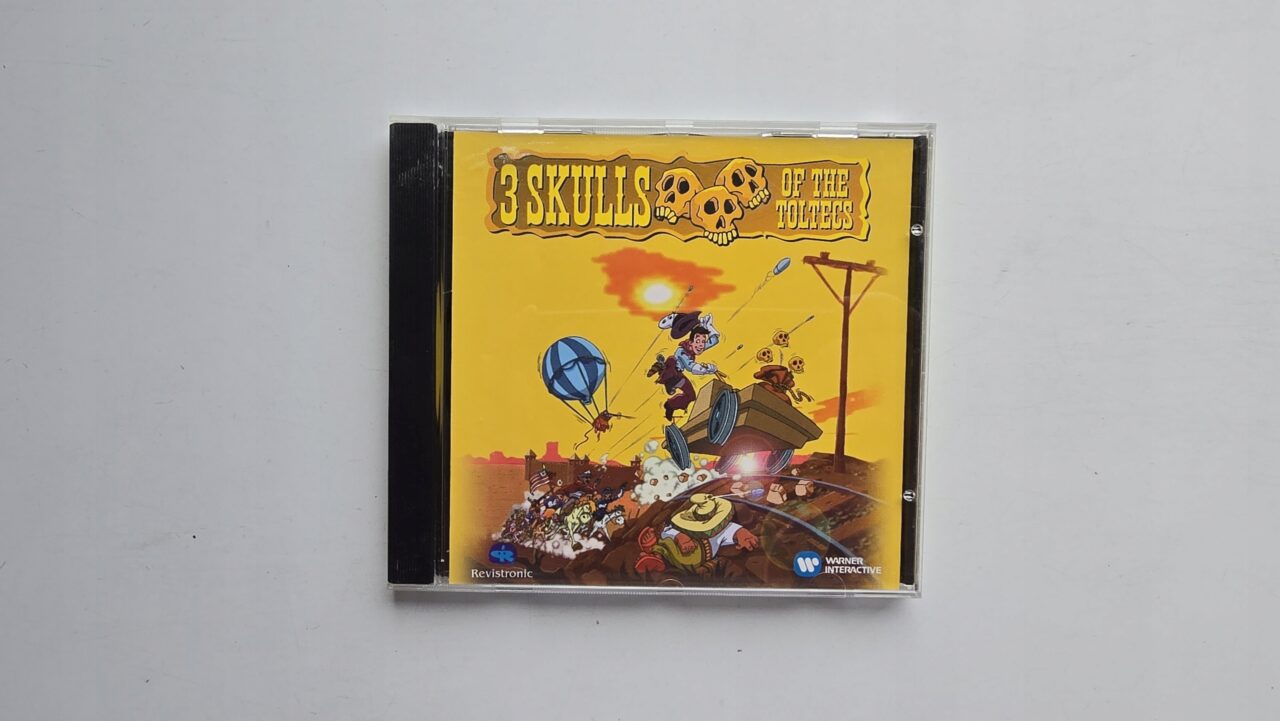 3 SKULLS
OF THE
TOLTECS
Revistronic
WARNER
INTERACTIVE